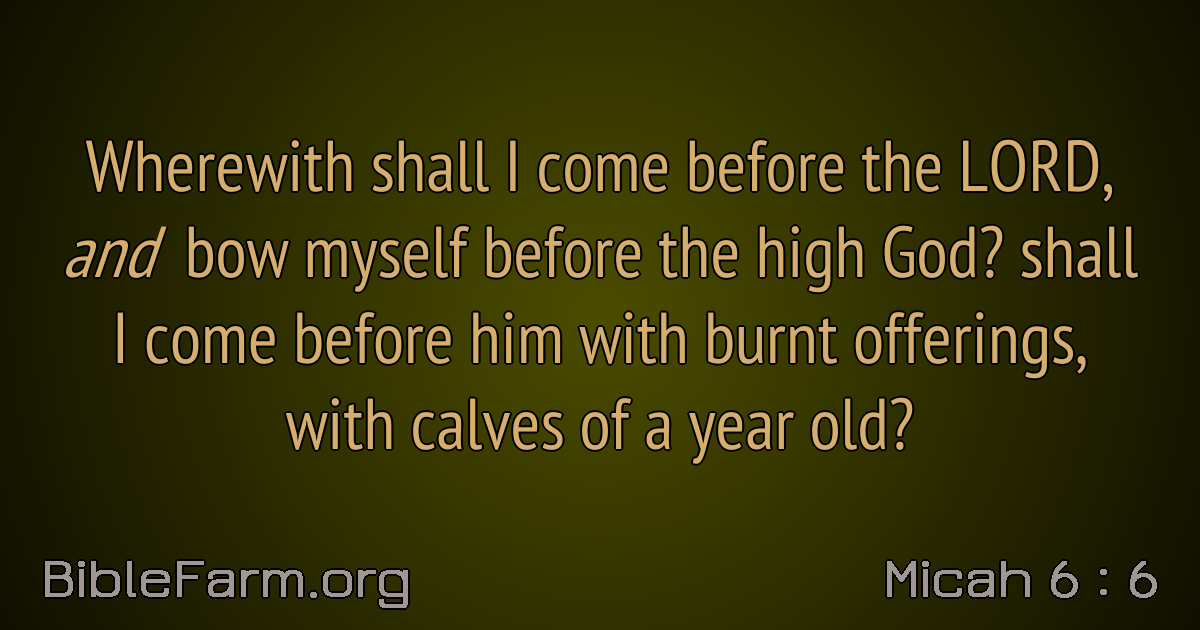 Wherewith shall I come before the LORD,
and bow myself before the high God? shall
I come before him with burnt offerings,
with calves of a year old?
BibleFarm.org
Micah 6 : 6